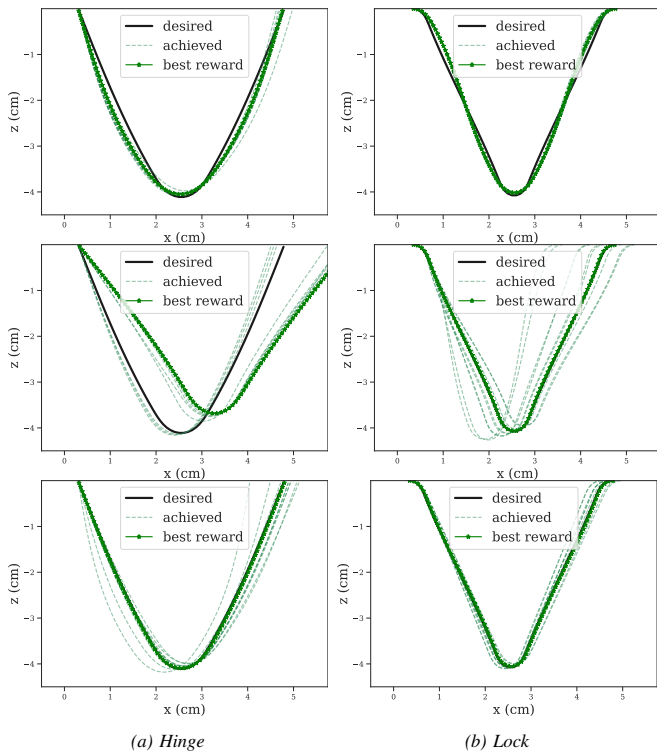 desired
achieved
best reward
z (cm)
-1
-2
-3
-4
0 1 2 3 4 5
x (cm)
desired
achieved
best reward
z (cm)
-1
-2
-3
-4
0 1 2 3 4 5
x (cm)
desired
achieved
best reward
z (cm)
-1
-2
-3
-4
0 1 2 3 4 5
x (cm)
desired
achieved
best reward
z (cm)
-1
-2
-3
-4
0 1 2 3 4 5
x (cm)
desired
achieved
best reward
z (cm)
-1
-2
-3
-4
0 1 2 3 4 5
x (cm)
desired
achieved
best reward
z (cm)
-1
-2
-3
-4
0 1 2 3 4 5
x (cm)
(a) Hinge
(b) Lock